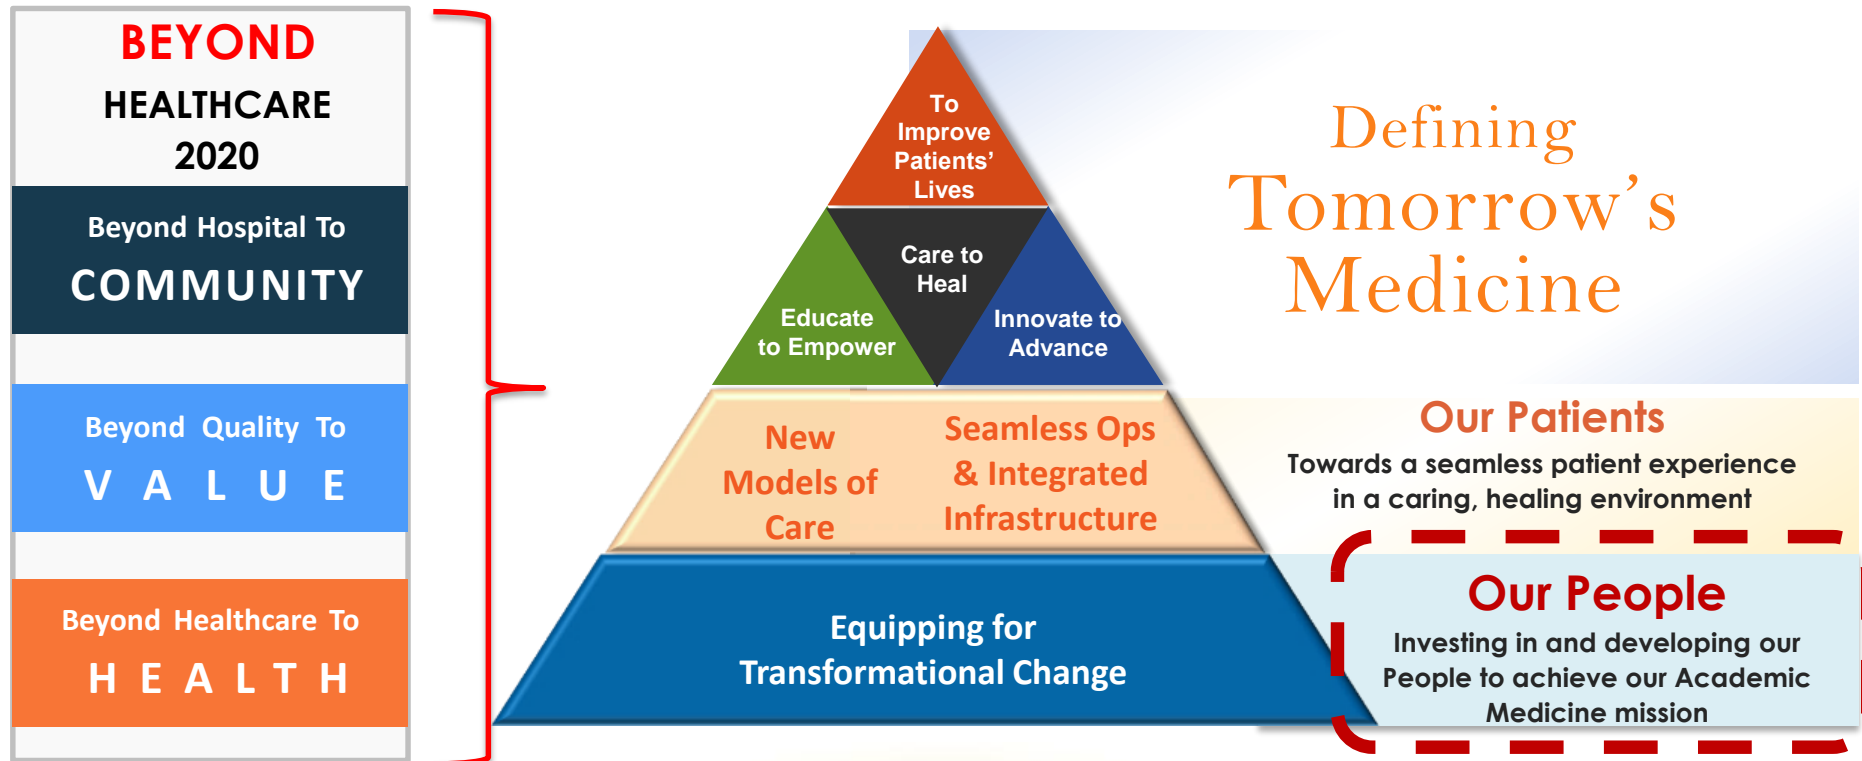 BEYOND
HEALTHCARE
2020
Beyond Hospital To
COMMUNITY
Beyond Quality To
VALUE
Beyond Healthcare To
HEALTH
To
Improve
Patients’
Lives
Care to
Heal
Educate
to Empower
Innovate to
Advance
New
Models of
Care
Seamless Ops
& Integrated
Infrastructure
Equipping for
Transformational Change
Defining
Tomorrow’s
Medicine
Our Patients
Towards a seamless patient experience
in a caring, healing environment
Our People
Investing in and developing our
People to achieve our Academic
Medicine mission